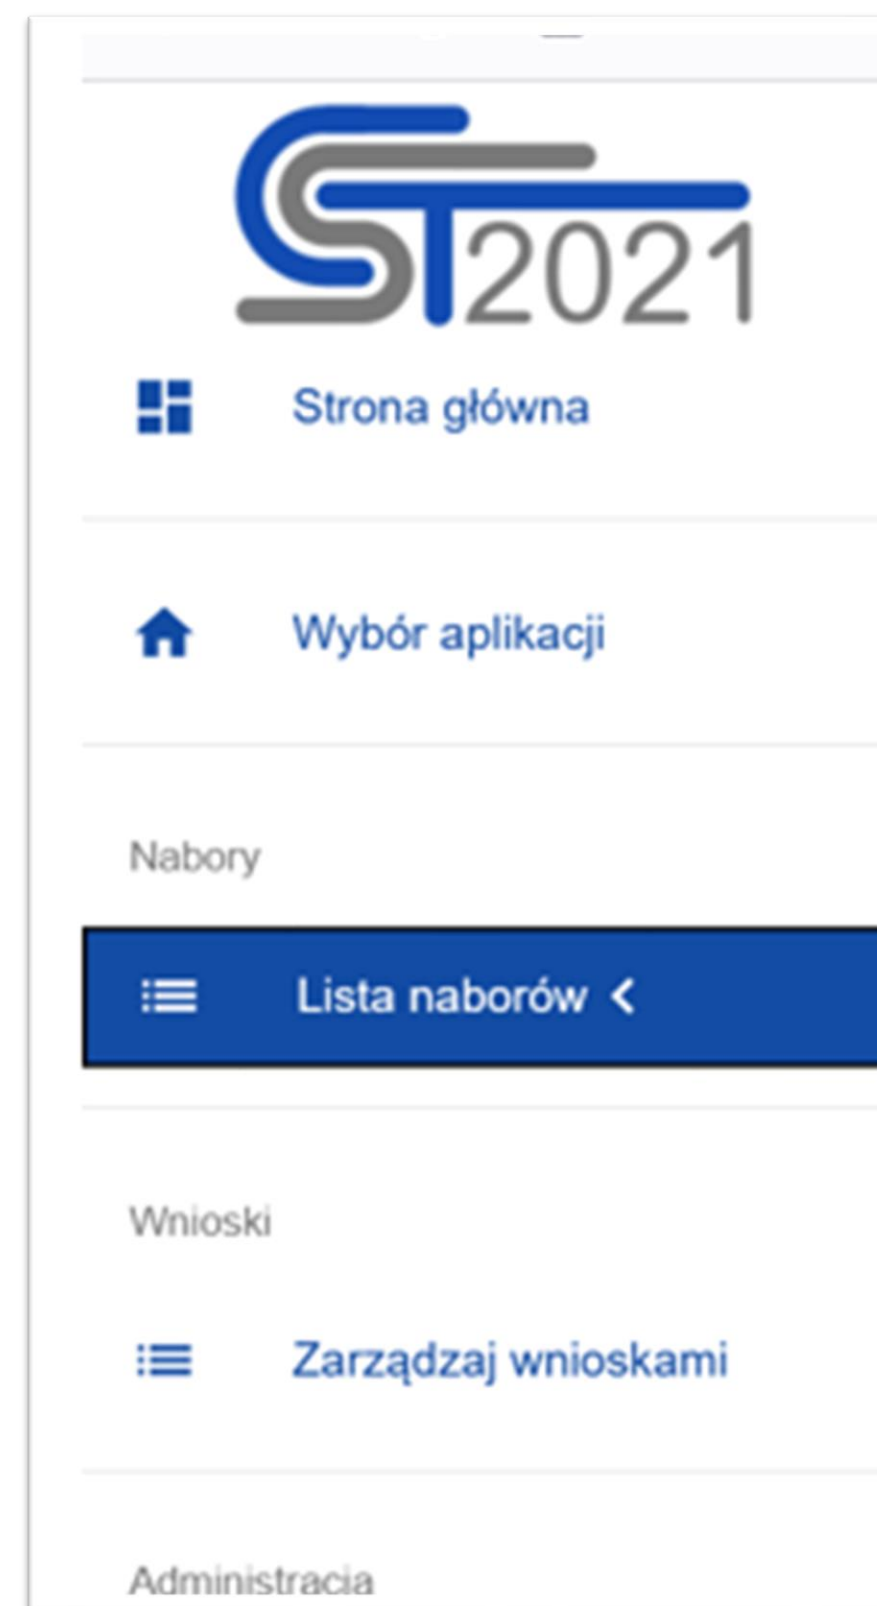 CST2021
Strona główna
Wybór aplikacji
Nabory
Lista naborów <
Wnioski
Zarządzaj wnioskami
Administracja